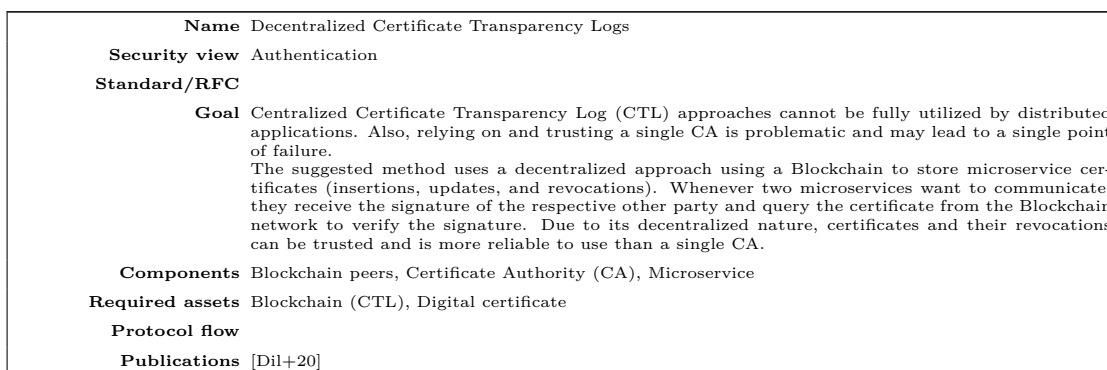 Name Decentralized Certificate Transparency Logs
Security view Authentication
Standard/RFC
Goal Centralized Certificate Transparency Log (CTL) approaches cannot be fully utilized by distributed
applications. Also, relying on and trusting a single CA is problematic and may lead to a single point
of failure.
The suggested method uses a decentralized approach using a Blockchain to store microservice cer-
tificates (insertions, updates, and revocations). Whenever two microservices want to communicate
they receive the signature of the respective other party and query the certificate from the Blockchain
network to verify the signature. Due to its decentralized nature, certificates and their revocations
can be trusted and is more reliable to use than a single CA.
Components Blockchain peers, Certificate Authority (CA), Microservice
Required assets Blockchain (CTL), Digital certificate
Protocol flow
Publications [Dil+20]